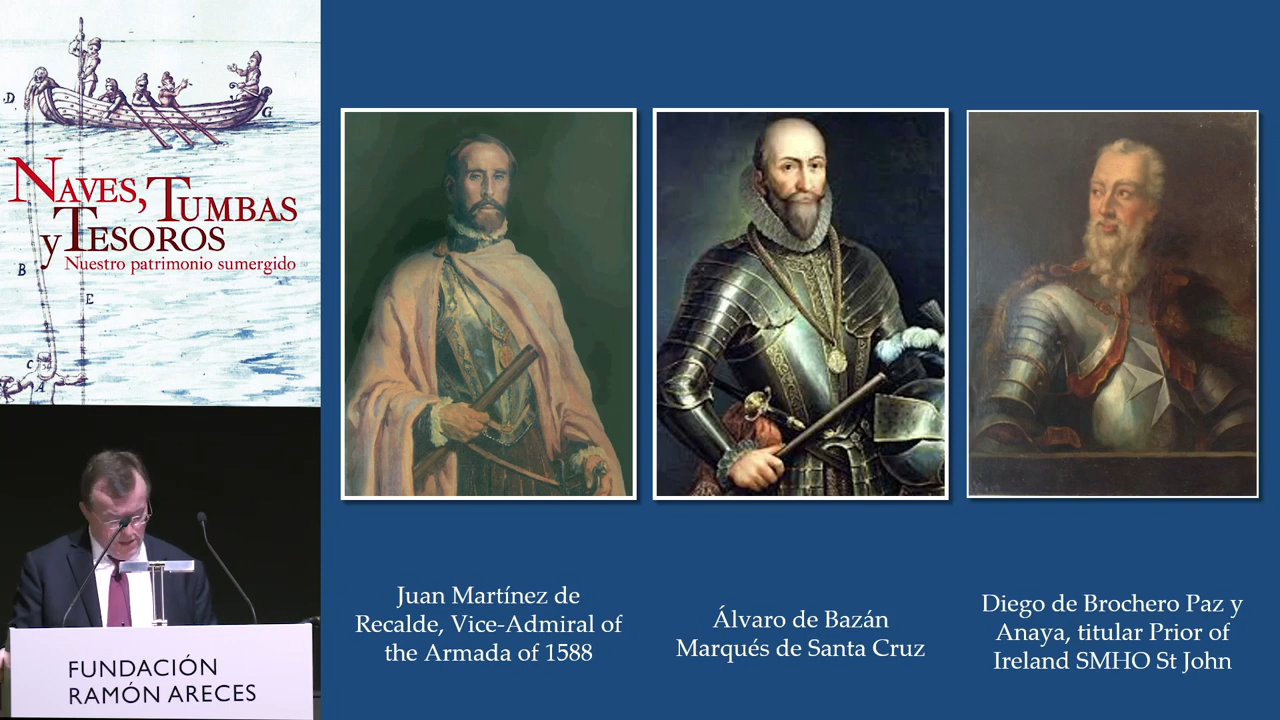 D
G
NAVES, TUMBAS
y TESOROS
Nuestro patrimonio sumergido
B
E
C
A
FUNDACIÓN
RAMÓN ARECES
Juan Martínez de
Recalde, Vice-Admiral of
the Armada of 1588
Álvaro de Bazán
Marqués de Santa Cruz
Diego de Brochero Paz y
Anaya, titular Prior of
Ireland SMHO St John